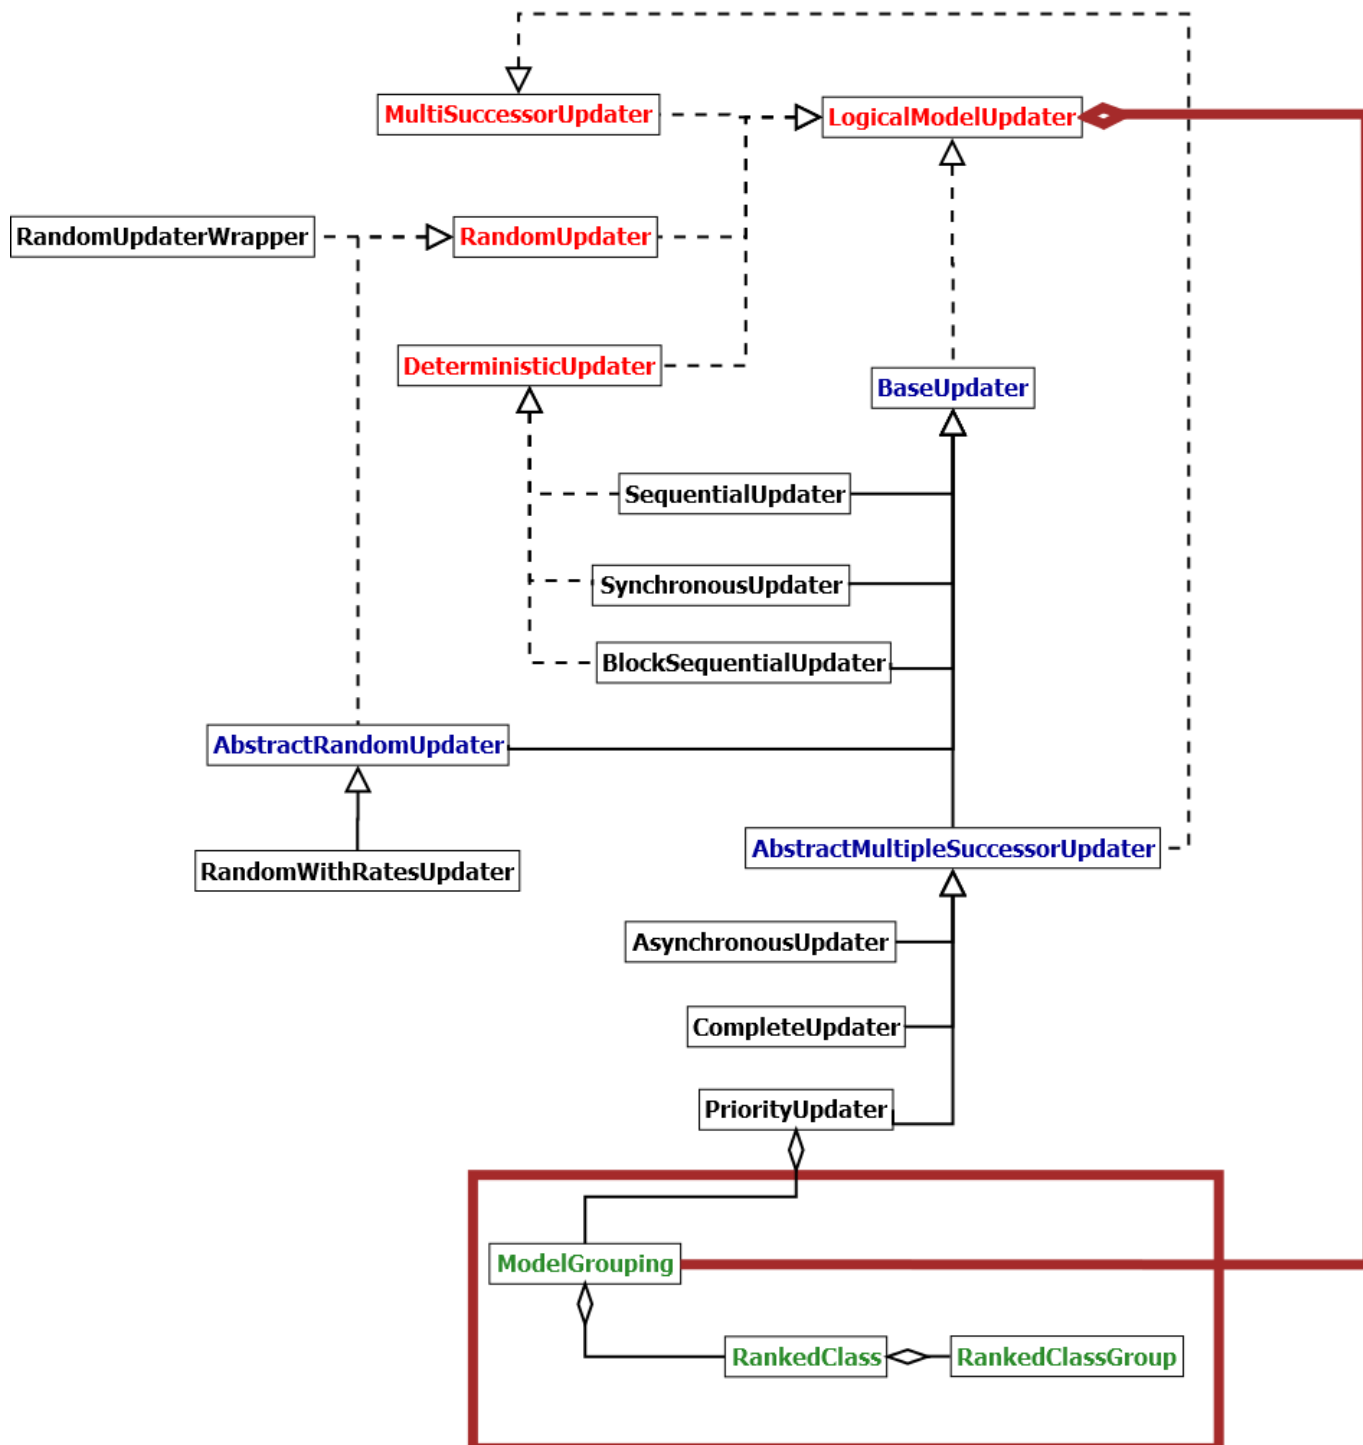 MultiSuccessorUpdater
LogicalModelUpdater
RandomUpdaterWrapper
RandomUpdater
DeterministicUpdater
BaseUpdater
SequentialUpdater
SynchronousUpdater
BlockSequentialUpdater
AbstractRandomUpdater
AbstractMultipleSuccessorUpdater
RandomWithRatesUpdater
AsynchronousUpdater
CompleteUpdater
PriorityUpdater
ModelGrouping
RankedClass
RankedClassGroup